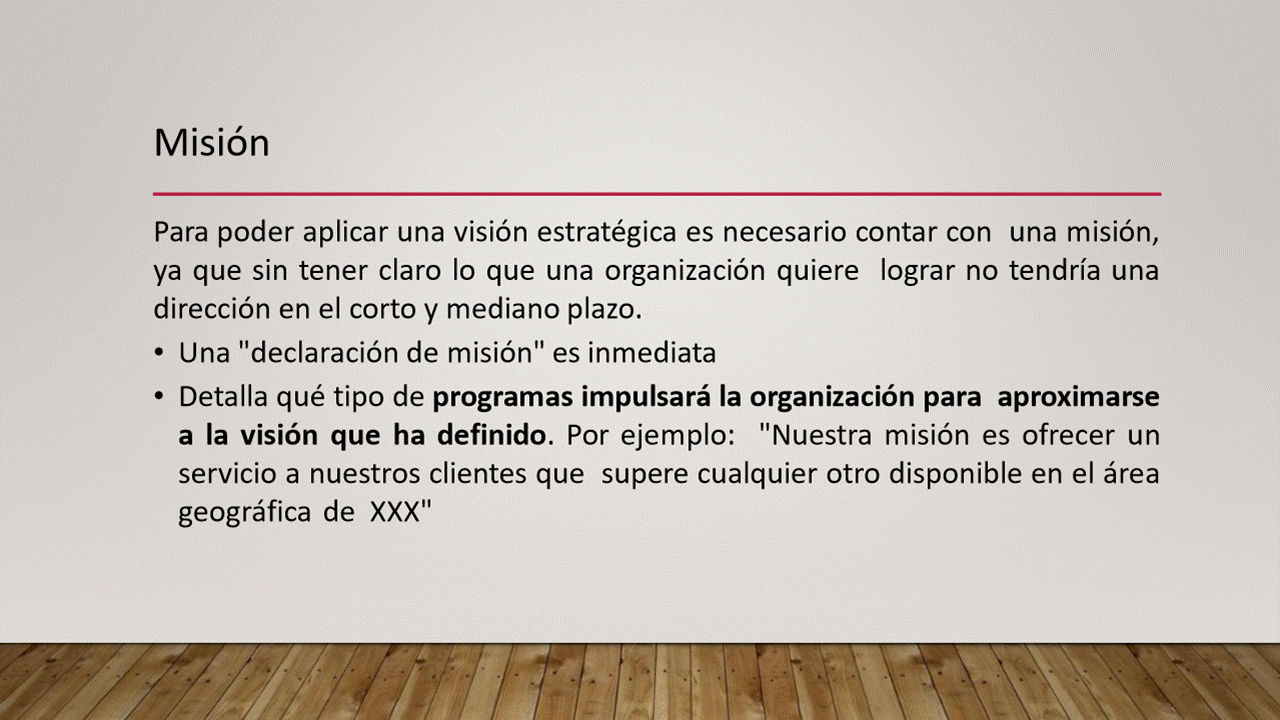 Misión
Para poder aplicar una visión estratégica es necesario contar con una misión,
ya que sin tener claro lo que una organización quiere lograr no tendría una
dirección en el corto y mediano plazo.
• Una "declaración de misión" es inmediata
• Detalla qué tipo de programas impulsará la organización para aproximarse
a la visión que ha definido. Por ejemplo: "Nuestra misión es ofrecer un
servicio a nuestros clientes que supere cualquier otro disponible en el área
geográfica de XXX"